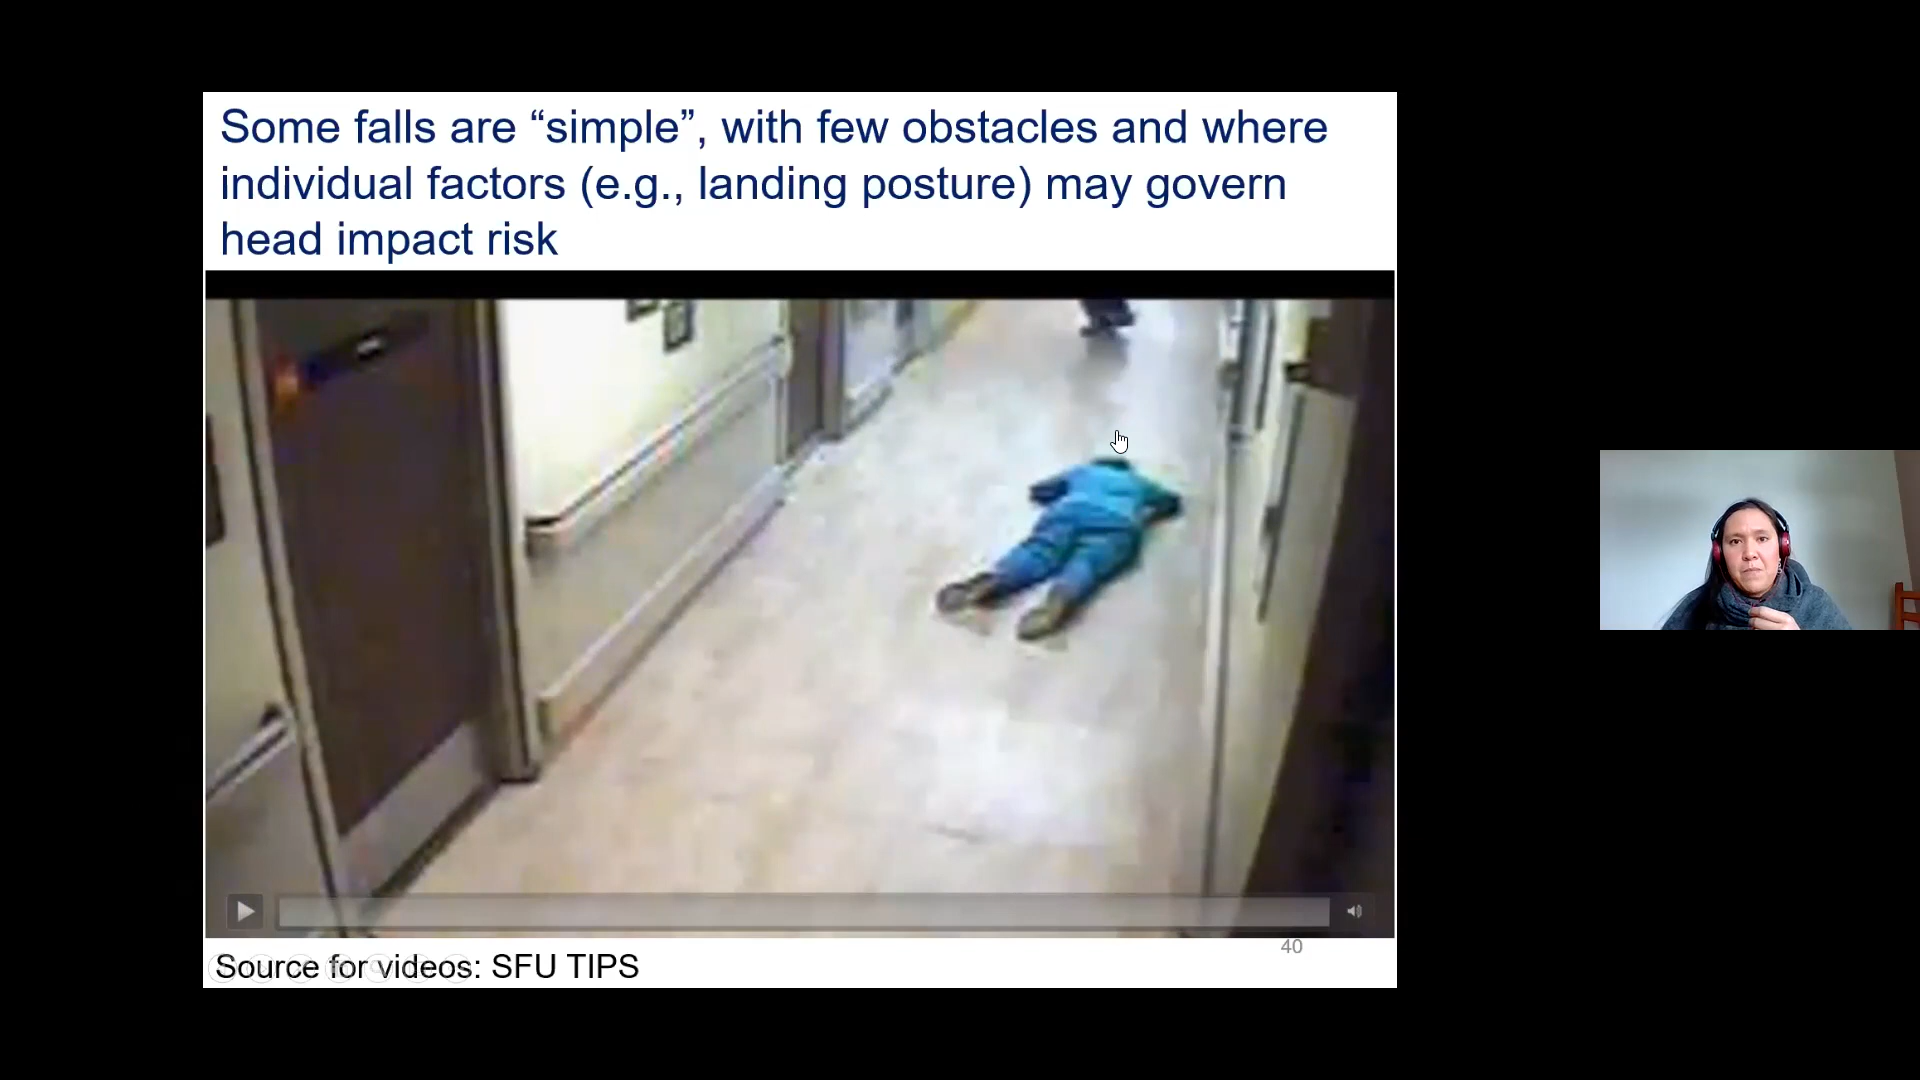 Some falls are “simple”, with few obstacles and where
individual factors (e.g., landing posture) may govern
head impact risk
40
Source for videos: SFU TIPS